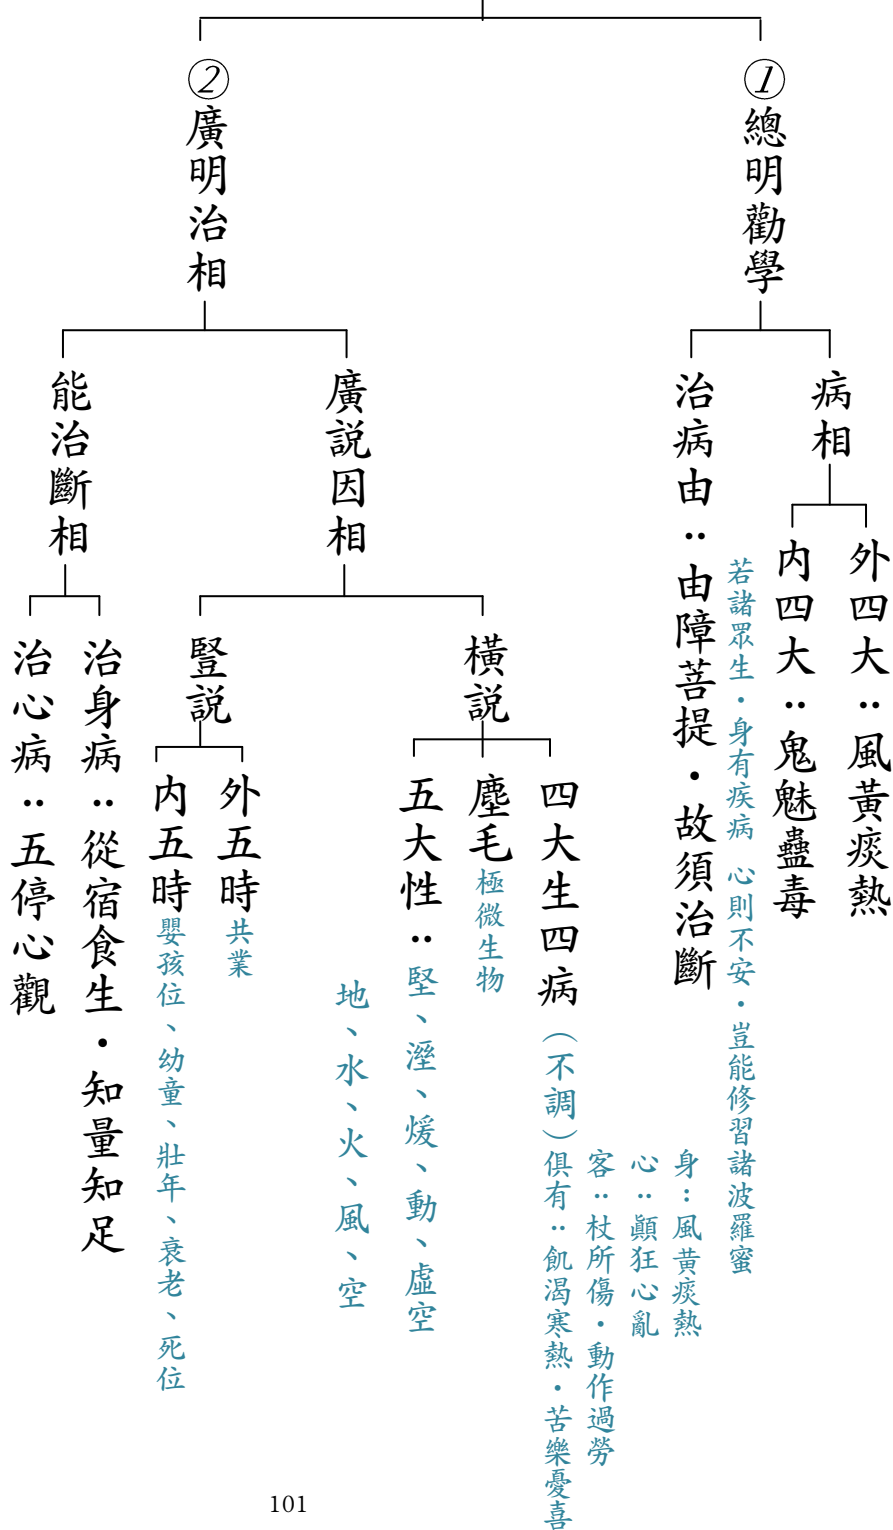 ①總明勸學
病相
外四大：風黃痰熱
內四大：鬼魅蠱毒
治病由：由障菩提・故須治斷
若諸眾生・身有疾病 心則不安・豈能修習諸波羅蜜
②廣明治相
廣說因相
橫說
四大生四病（不調）
身：風黃痰熱
心：顛狂心亂
客：杖所傷・動作過勞
俱有：飢渴寒熱・苦樂憂喜
塵毛極微生物
五大性：堅、溼、煖、動、虛空
地、水、火、風、空
豎說
外五時共業
內五時嬰孩位、幼童、壯年、衰老、死位
能治斷相
治身病：從宿食生・知量知足
治心病：五停心觀
101